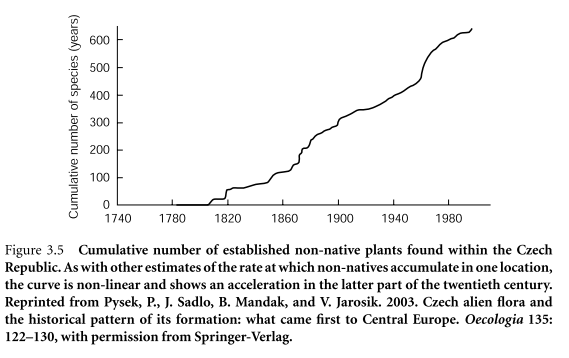 Cumulative number of species (years)
600
500
400
300
200
100
0
1740 1780 1820 1860 1900 1940 1980
Figure 3.5 Cumulative number of established non-native plants found within the Czech
Republic. As with other estimates of the rate at which non-natives accumulate in one location,
the curve is non-linear and shows an acceleration in the latter part of the twentieth century.
Reprinted from Pysek, P., J. Sadlo, B. Mandak, and V. Jarosik. 2003. Czech alien flora and
the historical pattern of its formation: what came first to Central Europe. Oecologia 135:
122–130, with permission from Springer-Verlag.